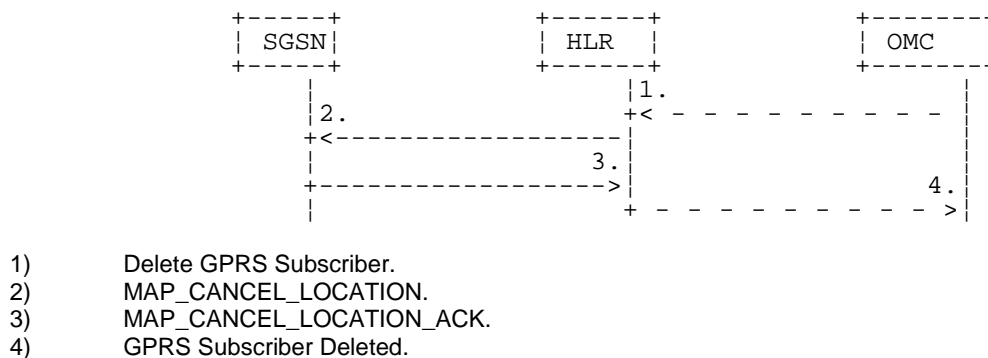 +-----+ +------+ +-------
¦ SGSN¦ ¦ HLR ¦ ¦ OMC
+-----+ +------+ +-------
¦ ¦1. ¦
¦2. +< - - - - - - - - - ¦
+<------------------¦ ¦
¦ 3.¦ ¦
+------------------>¦ 4.¦
¦ + - - - - - - - - - - >¦
1) Delete GPRS Subscriber.
2) MAP_CANCEL_LOCATION.
3) MAP_CANCEL_LOCATION_ACK.
4) GPRS Subscriber Deleted.